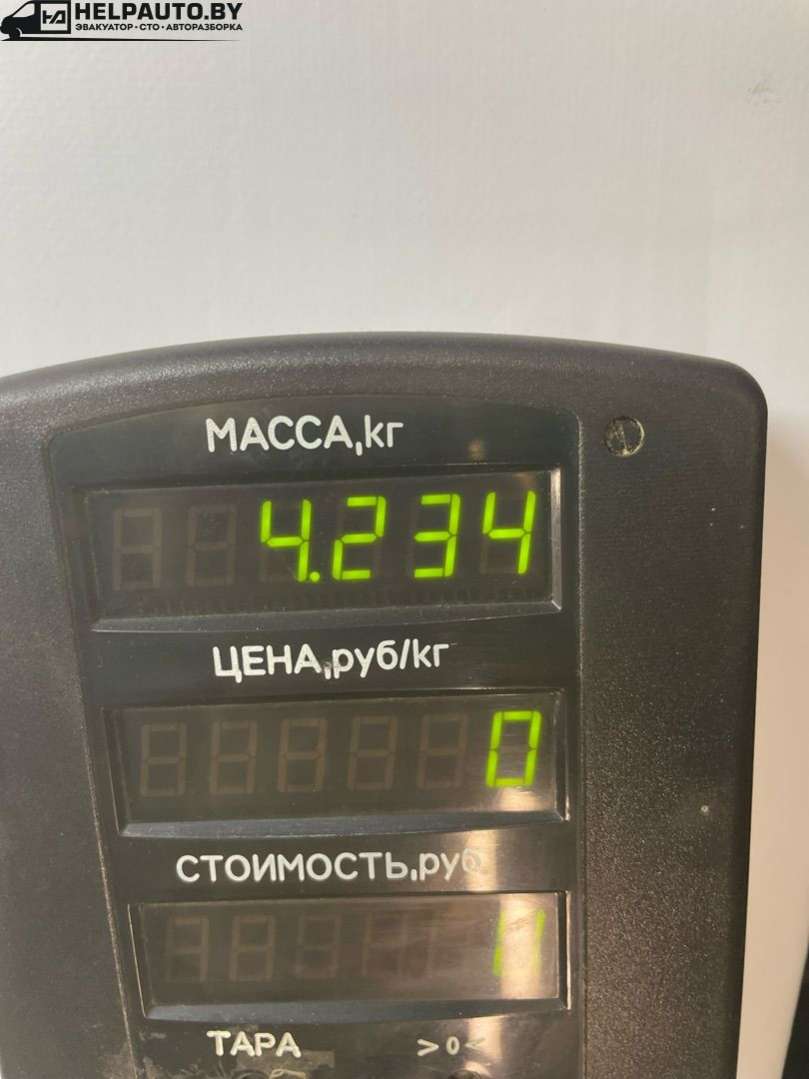 HELPAUTO.BY
ЭВАКУАТОР•СТО•АВТОРАЗБОРКА
МАССА,кг
4.234
ЦЕНА,руб/кг
0
СТОИМОСТЬ,руб
ТАРА >0<